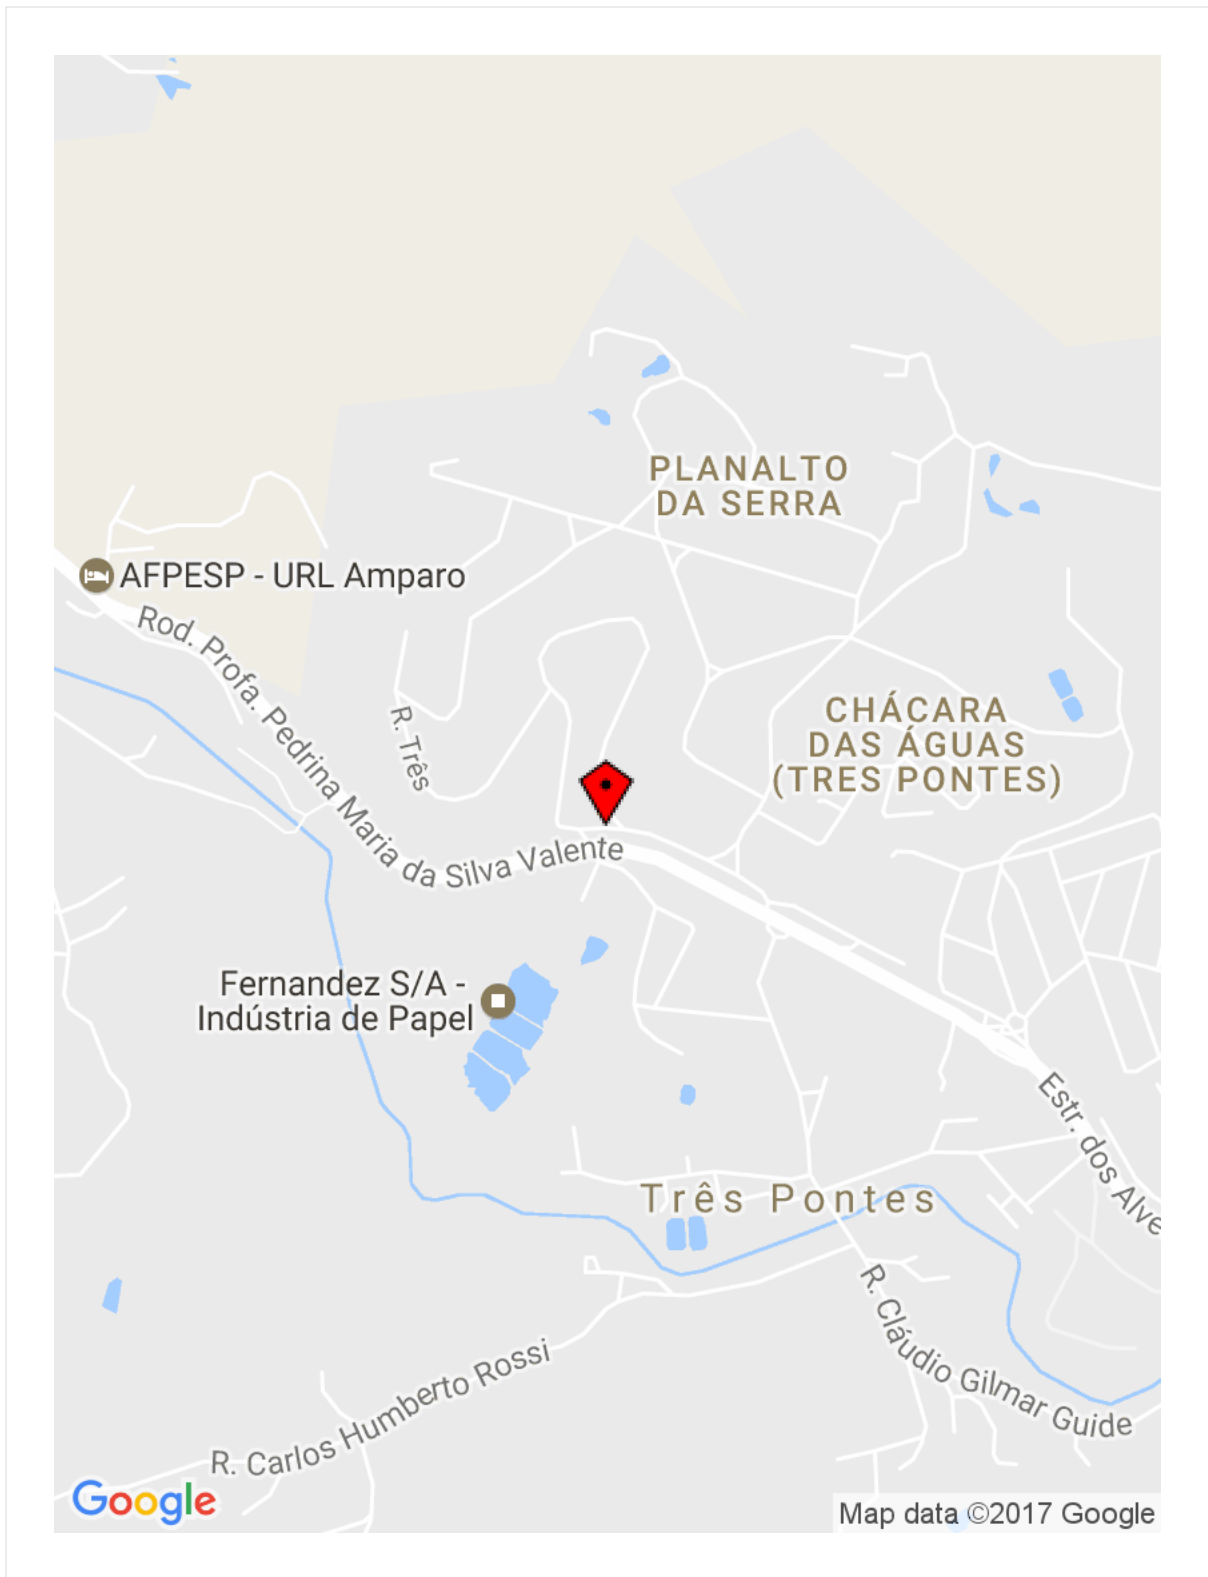 PLANALTO
DA SERRA
AFPESP - URL Amparo
Rod. Profa. Pedrina Maria da Silva Valente
R. Três
CHÁCARA
DAS ÁGUAS
(TRES PONTES)
Fernandez S/A -
Indústria de Papel
Estr. dos Alve
Três Pontes
R. Cláudio Gilmar Guide
R. Carlos Humberto Rossi
Google
Map data ©2017 Google